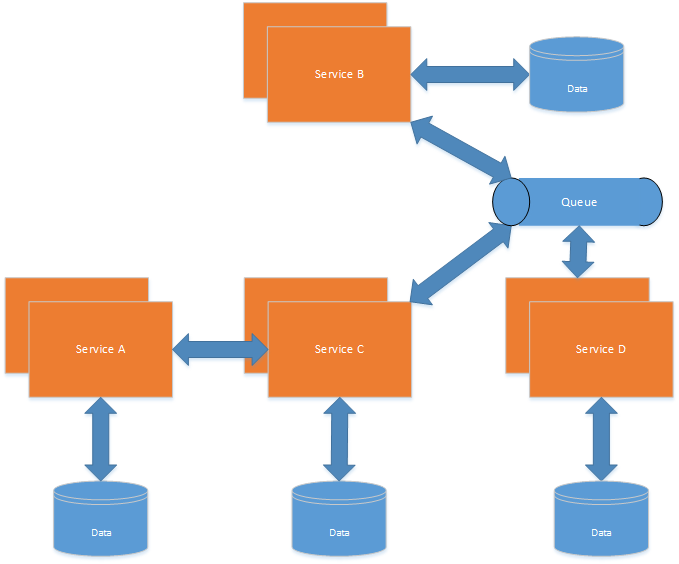 Service B
Data
Queue
Service A
Service C
Service D
Data
Data
Data